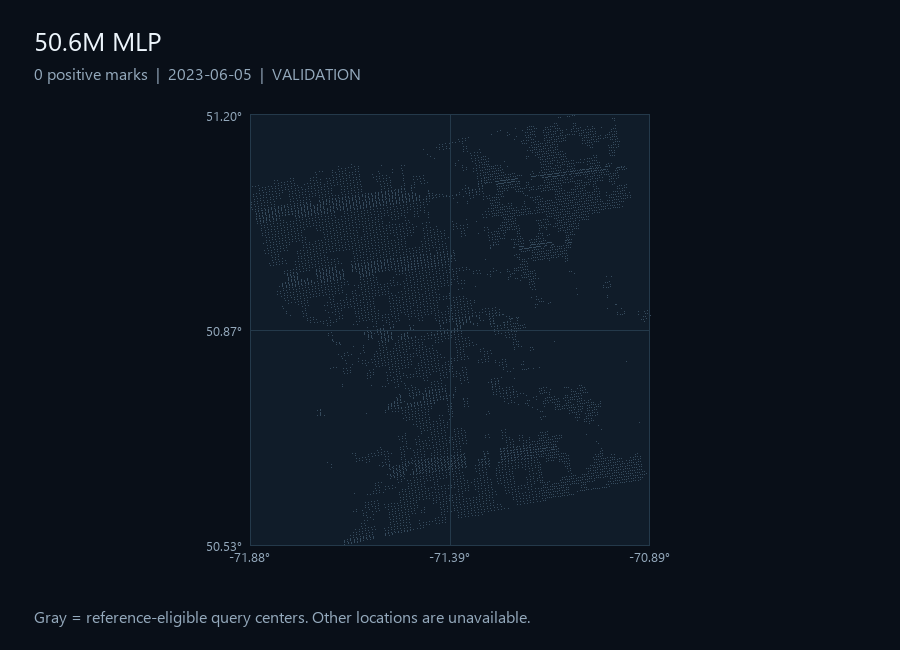 50.6M MLP
0 positive marks | 2023-06-05 | VALIDATION
51.20°
50.87°
50.53°
-71.88° -71.39° -70.89°
Gray = reference-eligible query centers. Other locations are unavailable.